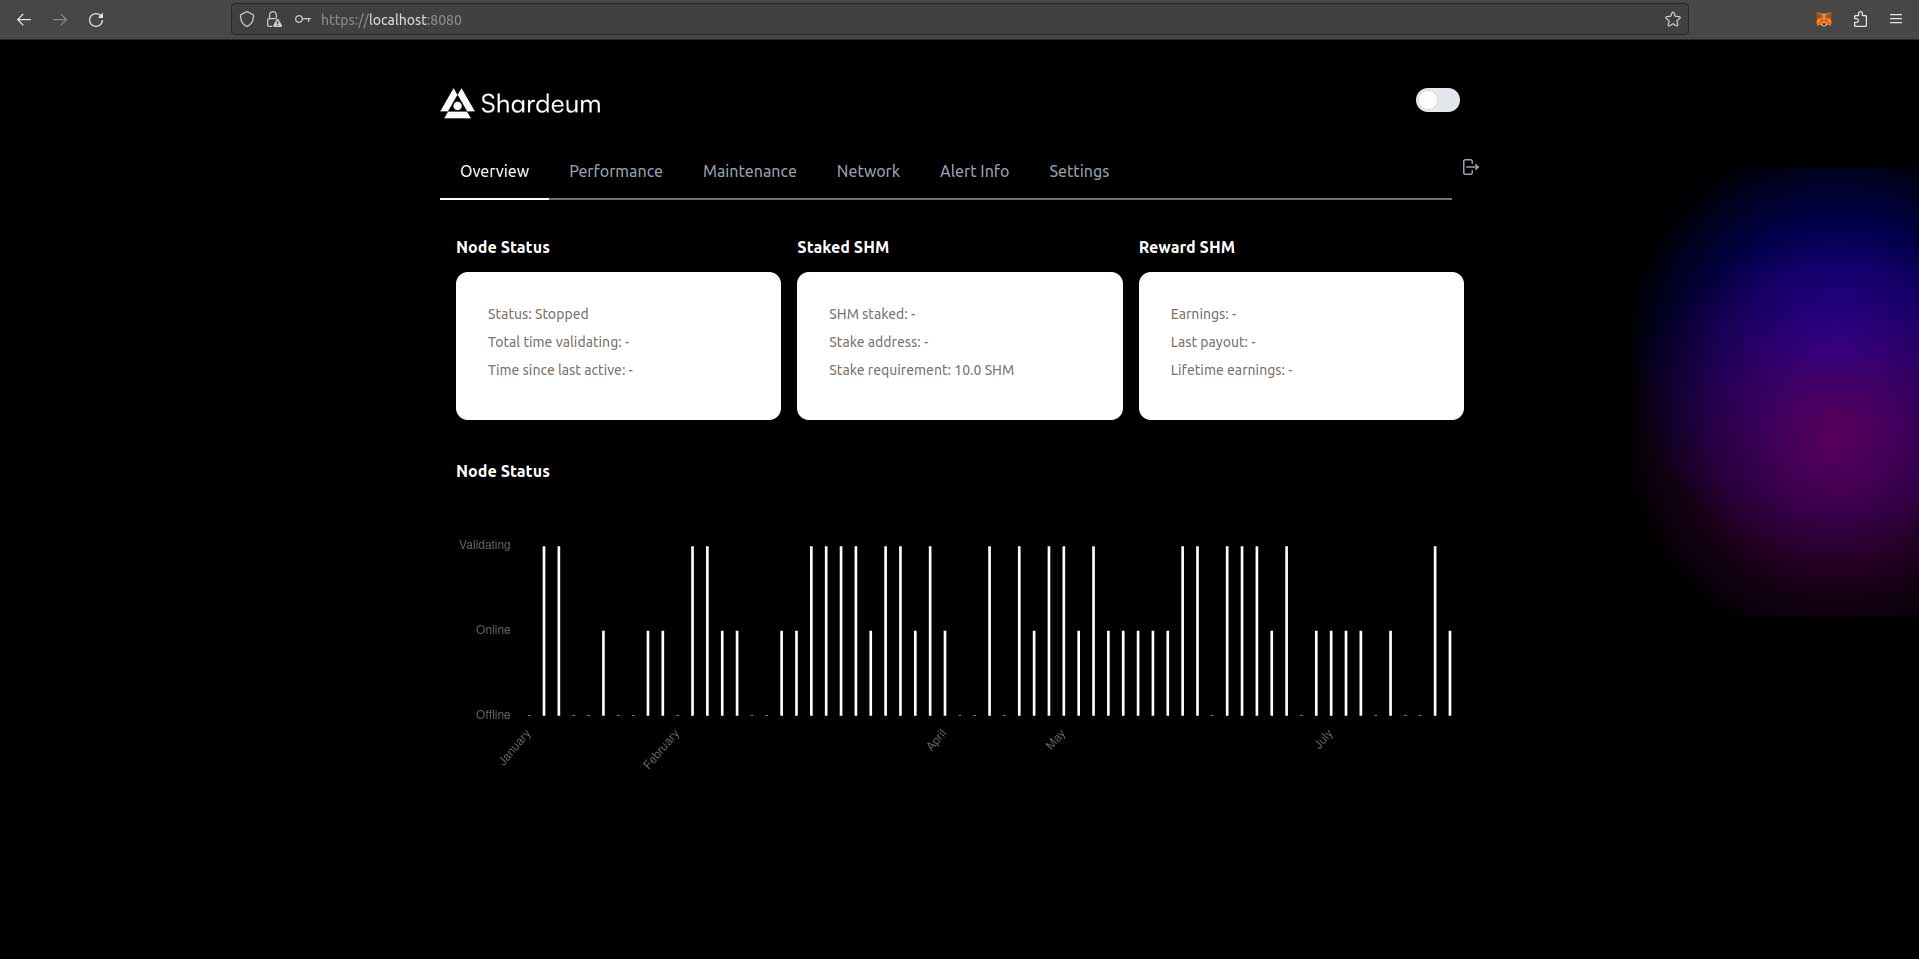 https://localhost:8080
Shardeum
Overview Performance Maintenance Network Alert Info Settings
Node Status Staked SHM Reward SHM
Status: Stopped SHM staked: - Earnings: -
Total time validating: - Stake address: - Last payout: -
Time since last active: - Stake requirement: 10.0 SHM Lifetime earnings: -
Node Status
Validating
Online
Offline
January February April May July